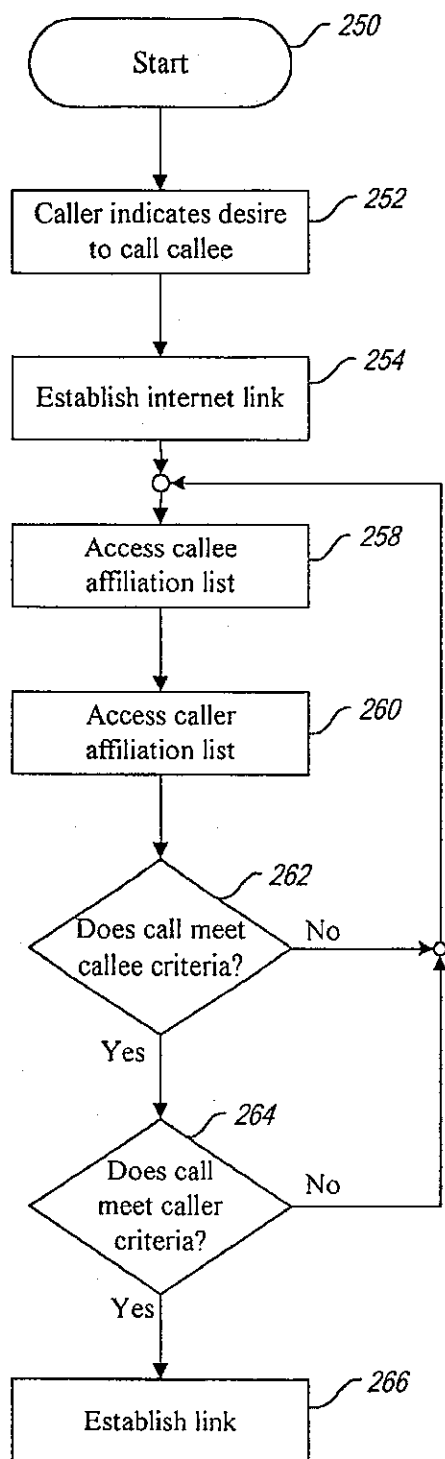 Start
250
Caller indicates desire
to call callee
252
Establish internet link
254
Access callee
affiliation list
258
Access caller
affiliation list
260
Does call meet
callee criteria?
262
No
Yes
Does call
meet caller
criteria?
264
No
Yes
Establish link
266